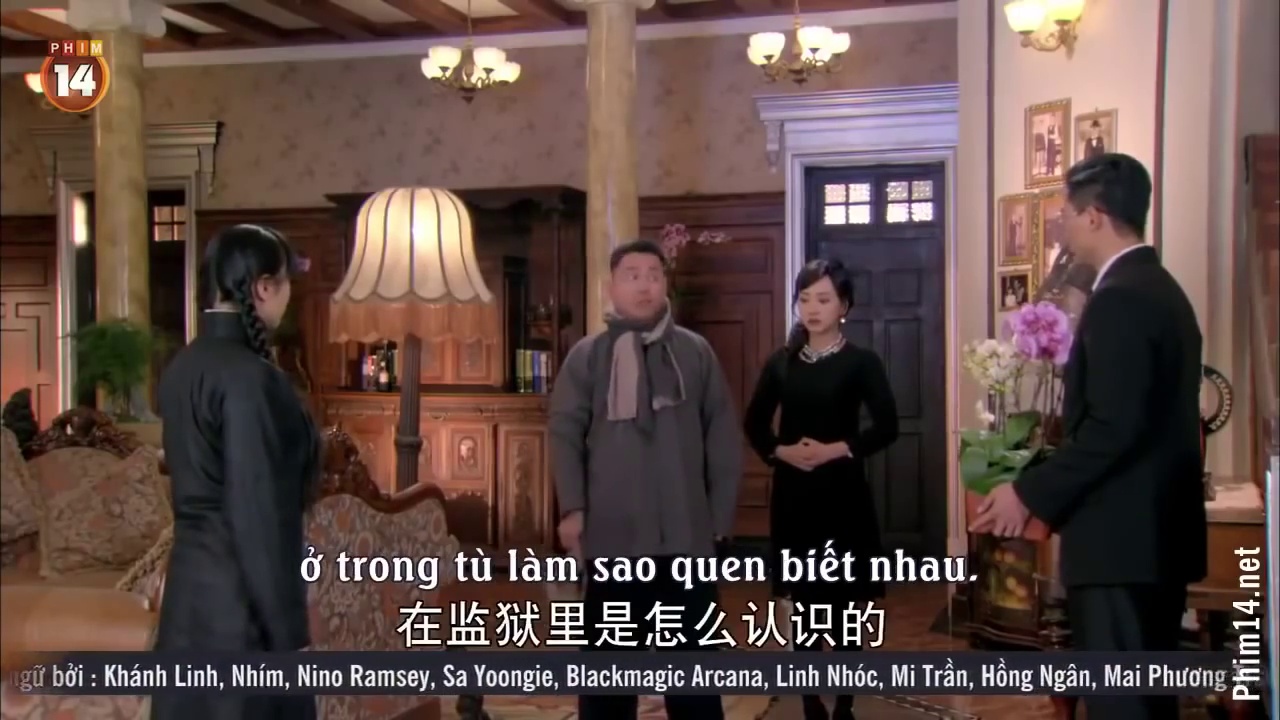 PHIM
14
ở trong tù làm sao quen biết nhau.
在监狱里是怎么认识的
ngữ bởi : Khánh Linh, Nhím, Nino Ramsey, Sa Yoongie, Blackmagic Arcana, Linh Nhóc, Mi Trần, Hồng Ngân, Mai Phương
Phim14.net